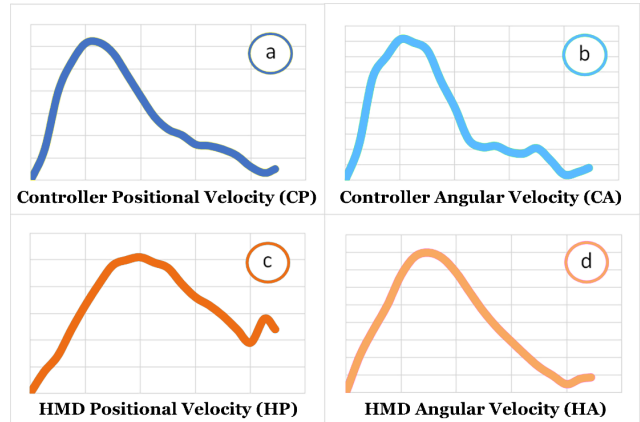 a
Controller Positional Velocity (CP)
b
Controller Angular Velocity (CA)
c
HMD Positional Velocity (HP)
d
HMD Angular Velocity (HA)